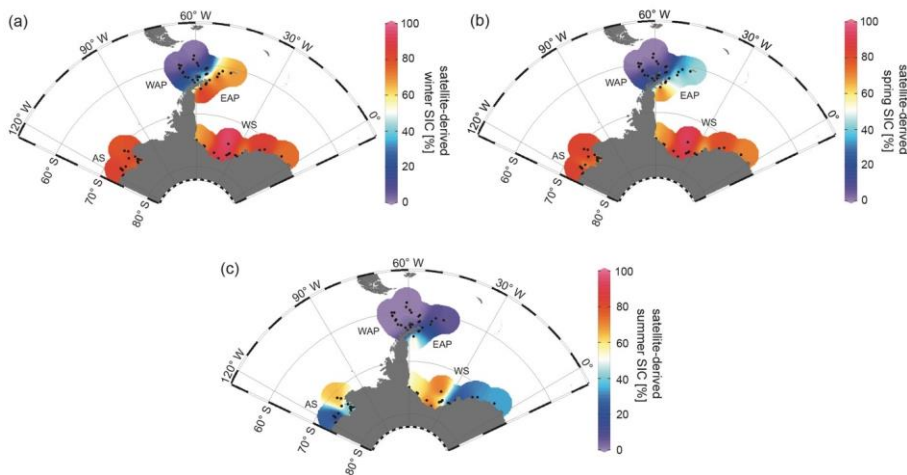 (a)
60° W
90° W
30° W
120° W
0°
WAP
EAP
WS
AS
60° S
70° S
80° S
100
80
60
40
20
0
satellite-derived
winter SIC [%]
(b)
60° W
90° W
30° W
120° W
0°
WAP
EAP
WS
AS
60° S
70° S
80° S
100
80
60
40
20
0
satellite-derived
spring SIC [%]
(c)
60° W
90° W
30° W
120° W
0°
WAP
EAP
WS
AS
60° S
70° S
80° S
100
80
60
40
20
0
satellite-derived
summer SIC [%]